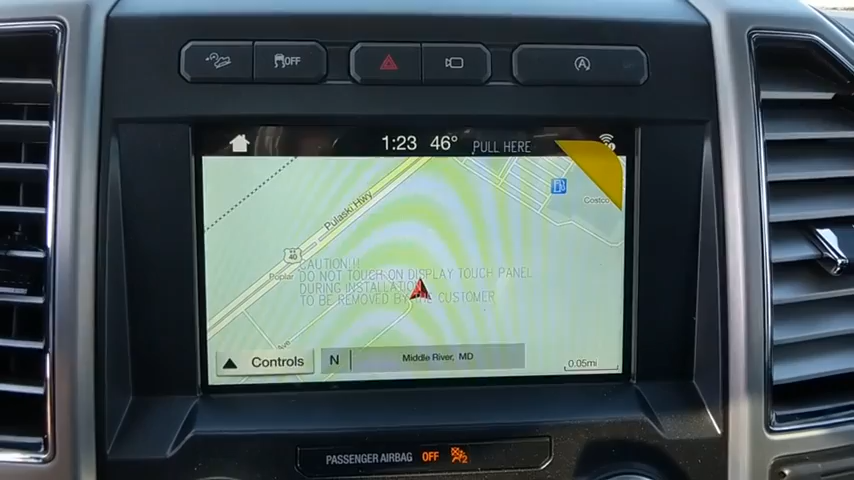 OFF
1:23 46° PULL HERE
Costco
Pulaski Hwy
40
Poplar
CAUTION !!
DO NOT TOUCH ON DISPLAY TOUCH PANEL
DURING INSTALLATION
TO BE REMOVED BY THE CUSTOMER
Ave
Controls
N
Middle River, MD
0.05mi
PASSENGER AIRBAG OFF
2